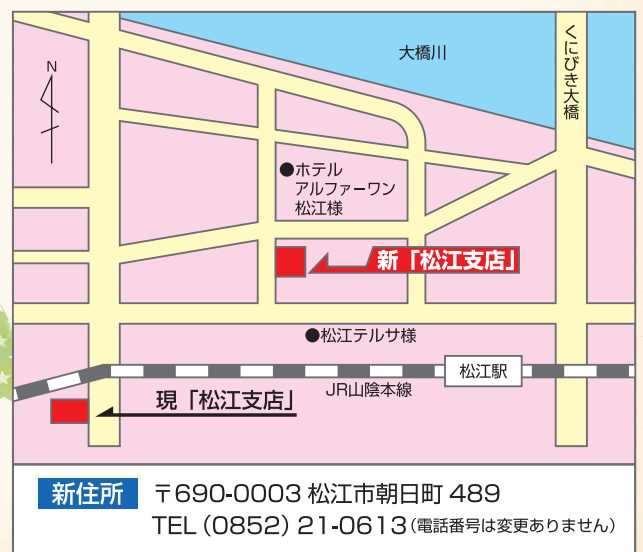 大橋川
くにびき大橋
N
●ホテル
アルファーワン
松江様
新「松江支店」
●松江テルサ様
松江駅
JR山陰本線
現「松江支店」
新住所 〒690-0003 松江市朝日町 489
TEL(0852)21-0613(電話番号は変更ありません)